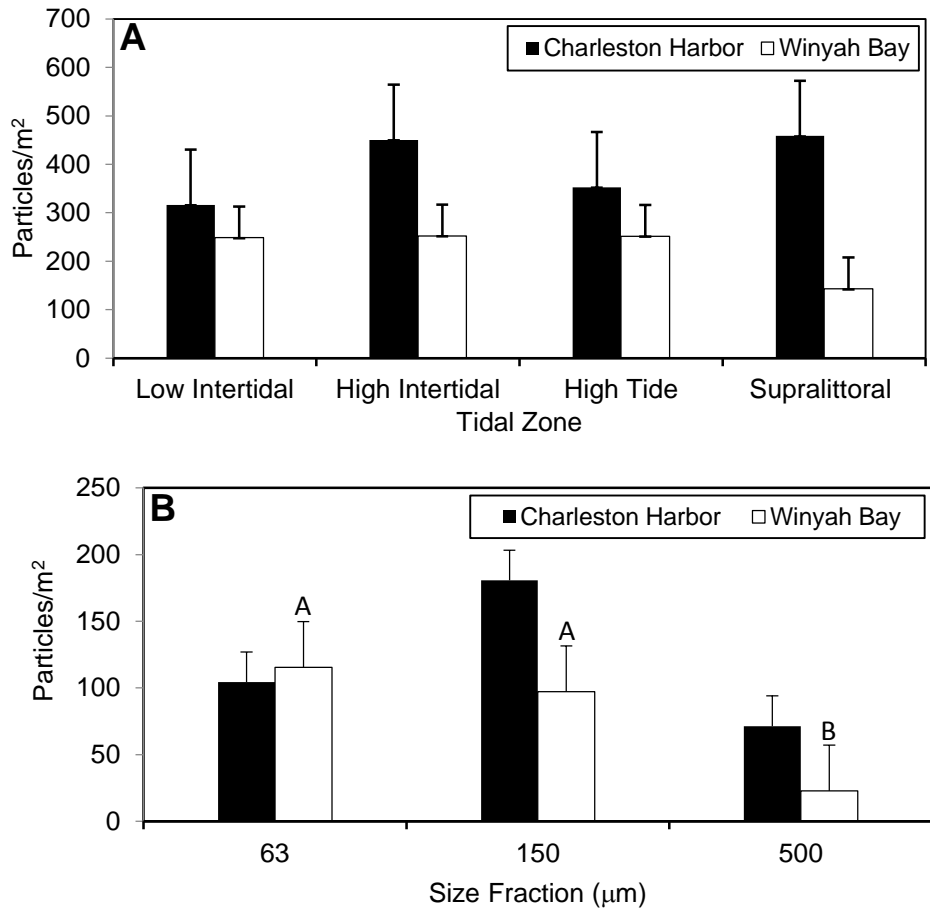 A
Charleston Harbor Winyah Bay
700
600
500
400
300
200
100
0
Particles/m²
Low Intertidal High Intertidal High Tide Supralittoral
Tidal Zone
B
Charleston Harbor Winyah Bay
250
200
150
100
50
0
Particles/m²
A
A
B
63 150 500
Size Fraction (μm)